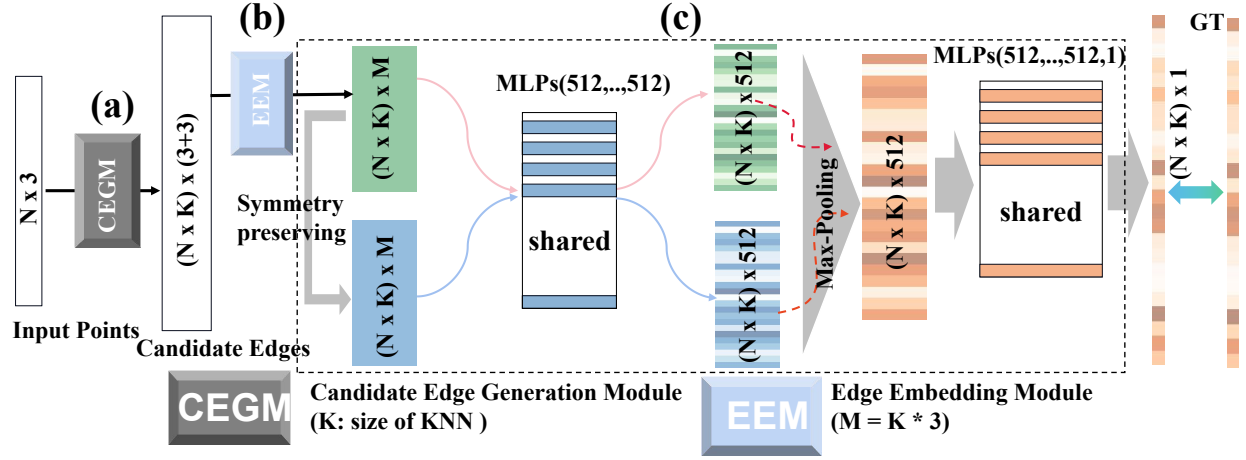 (a)
(b)
(c)
GT
N x 3
CEGM
(N x K) x (3+3)
EEM
(N x K) x M
MLPs(512,..,512)
(N x K) x 512
MLPs(512,..,512,1)
(N x K) x 1
Symmetry
preserving
shared
Max-Pooling
(N x K) x 512
shared
(N x K) x M
(N x K) x 512
Input Points
Candidate Edges
CEGM
Candidate Edge Generation Module
(K: size of KNN )
EEM
Edge Embedding Module
(M = K * 3)